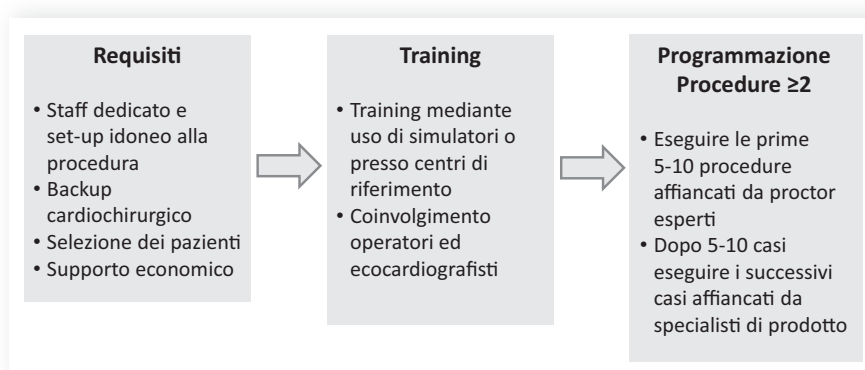 Requisiti
• Staff dedicato e
set-up idoneo alla
procedura
• Backup
cardiochirurgico
• Selezione dei pazienti
• Supporto economico
Training
• Training mediante
uso di simulatori o
presso centri di
riferimento
• Coinvolgimento
operatori ed
ecocardiografisti
Programmazione
Procedure ≥2
• Eseguire le prime
5-10 procedure
affiancati da proctor
esperti
• Dopo 5-10 casi
eseguire i successivi
casi affiancati da
specialisti di prodotto